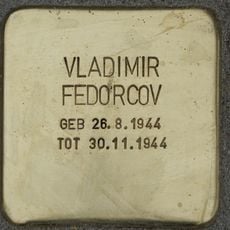 VLADIMIR
FEDORCOV
GEB 26.8.1944
TOT 30.11.1944